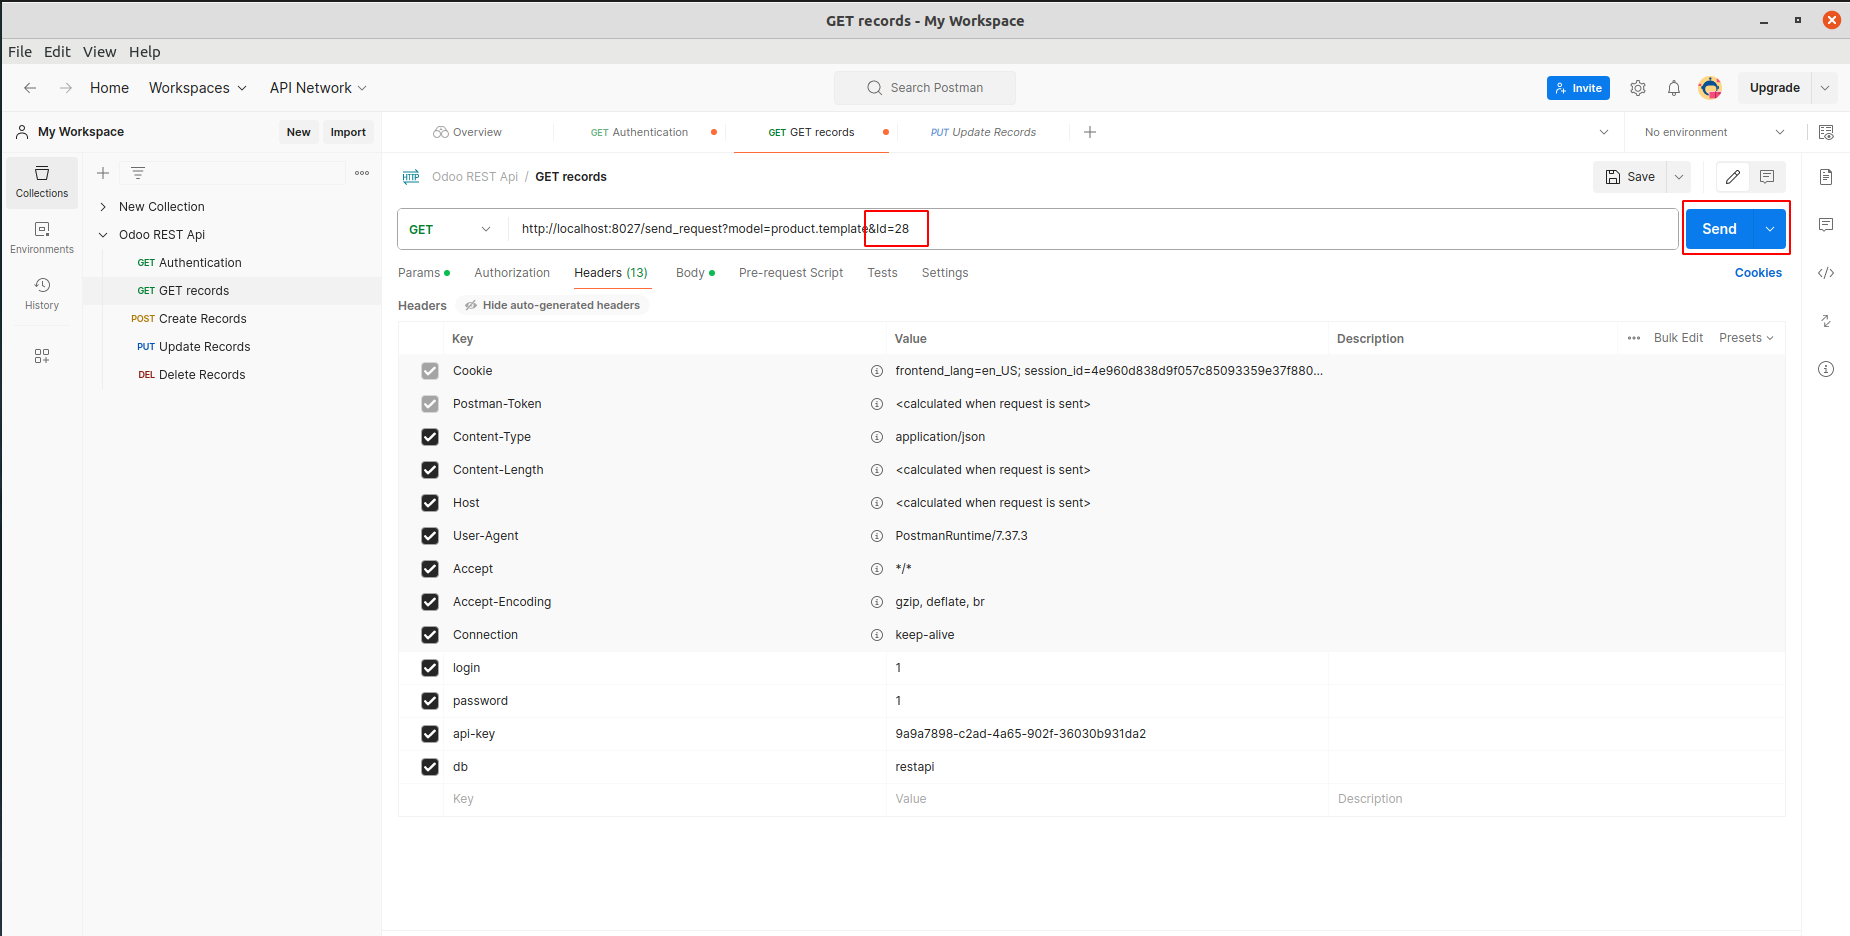 GET records - My Workspace
File Edit View Help
Home Workspaces API Network Search Postman Invite Upgrade
My Workspace New Import Overview GET Authentication GET GET records PUT Update Records No environment
Collections
Environments
History
New Collection
Odoo REST Api
GET Authentication
GET GET records
POST Create Records
PUT Update Records
DEL Delete Records
HTTP Odoo REST Api / GET records Save
GET http://localhost:8027/send_request?model=product.template&Id=28 Send
Params Authorization Headers (13) Body Pre-request Script Tests Settings Cookies
Headers Hide auto-generated headers
Key Value Description Bulk Edit Presets
Cookie frontend_lang=en_US; session_id=4e960d838d9f057c85093359e37f880...
Postman-Token <calculated when request is sent>
Content-Type application/json
Content-Length <calculated when request is sent>
Host <calculated when request is sent>
User-Agent PostmanRuntime/7.37.3
Accept */*
Accept-Encoding gzip, deflate, br
Connection keep-alive
login 1
password 1
api-key 9a9a7898-c2ad-4a65-902f-36030b931da2
db restapi
Key Value Description